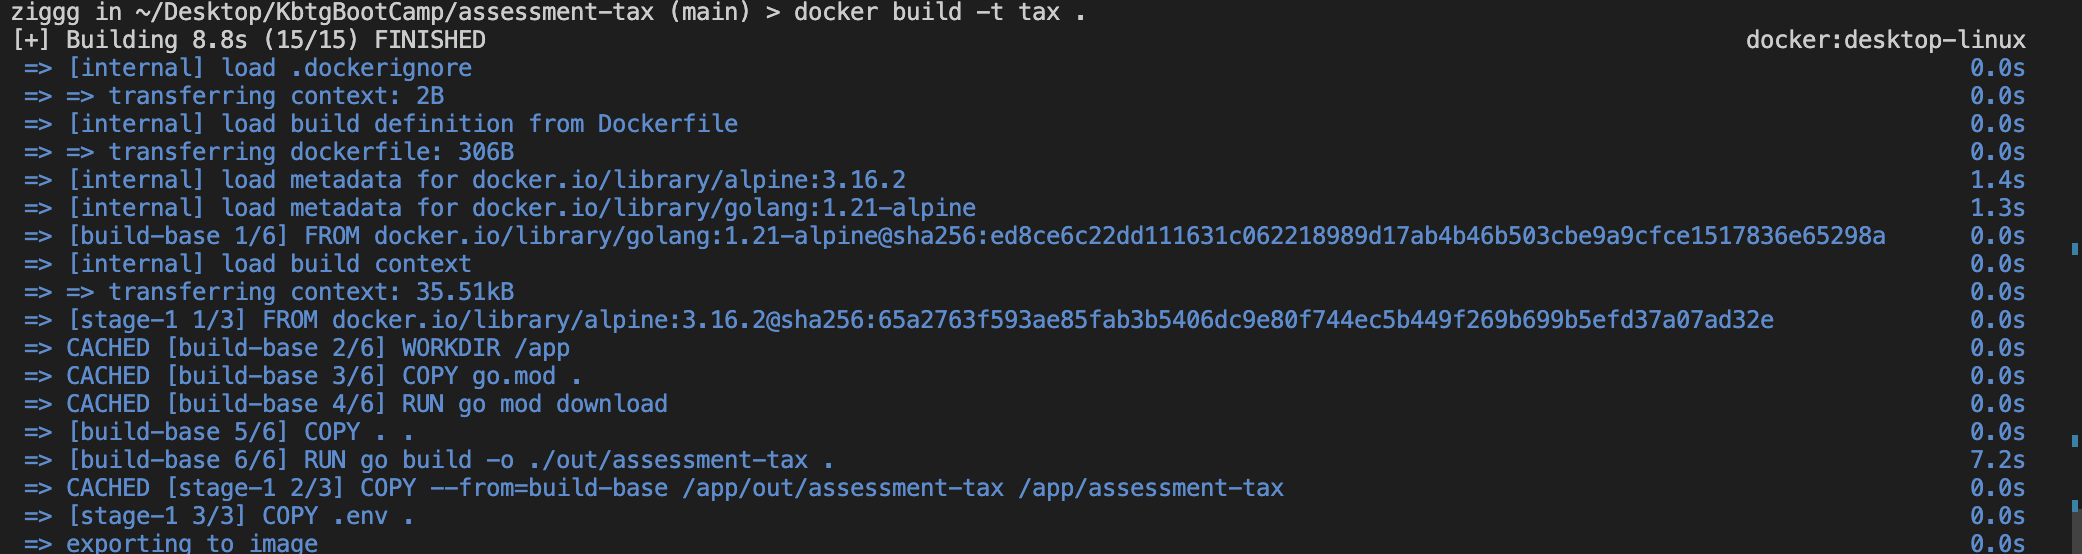 ziggg in ~/Desktop/KbtgBootCamp/assessment-tax (main) > docker build -t tax .
[+] Building 8.8s (15/15) FINISHED docker:desktop-linux
=> [internal] load .dockerignore 0.0s
=> => transferring context: 2B 0.0s
=> [internal] load build definition from Dockerfile 0.0s
=> => transferring dockerfile: 306B 0.0s
=> [internal] load metadata for docker.io/library/alpine:3.16.2 1.4s
=> [internal] load metadata for docker.io/library/golang:1.21-alpine 1.3s
=> [build-base 1/6] FROM docker.io/library/golang:1.21-alpine@sha256:ed8ce6c22dd111631c062218989d17ab4b46b503cbe9a9cfce1517836e65298a 0.0s
=> [internal] load build context 0.0s
=> => transferring context: 35.51kB 0.0s
=> [stage-1 1/3] FROM docker.io/library/alpine:3.16.2@sha256:65a2763f593ae85fab3b5406dc9e80f744ec5b449f269b699b5efd37a07ad32e 0.0s
=> CACHED [build-base 2/6] WORKDIR /app 0.0s
=> CACHED [build-base 3/6] COPY go.mod . 0.0s
=> CACHED [build-base 4/6] RUN go mod download 0.0s
=> [build-base 5/6] COPY . . 0.0s
=> [build-base 6/6] RUN go build -o ./out/assessment-tax . 7.2s
=> CACHED [stage-1 2/3] COPY --from=build-base /app/out/assessment-tax /app/assessment-tax 0.0s
=> [stage-1 3/3] COPY .env . 0.0s
=> exporting to image 0.0s